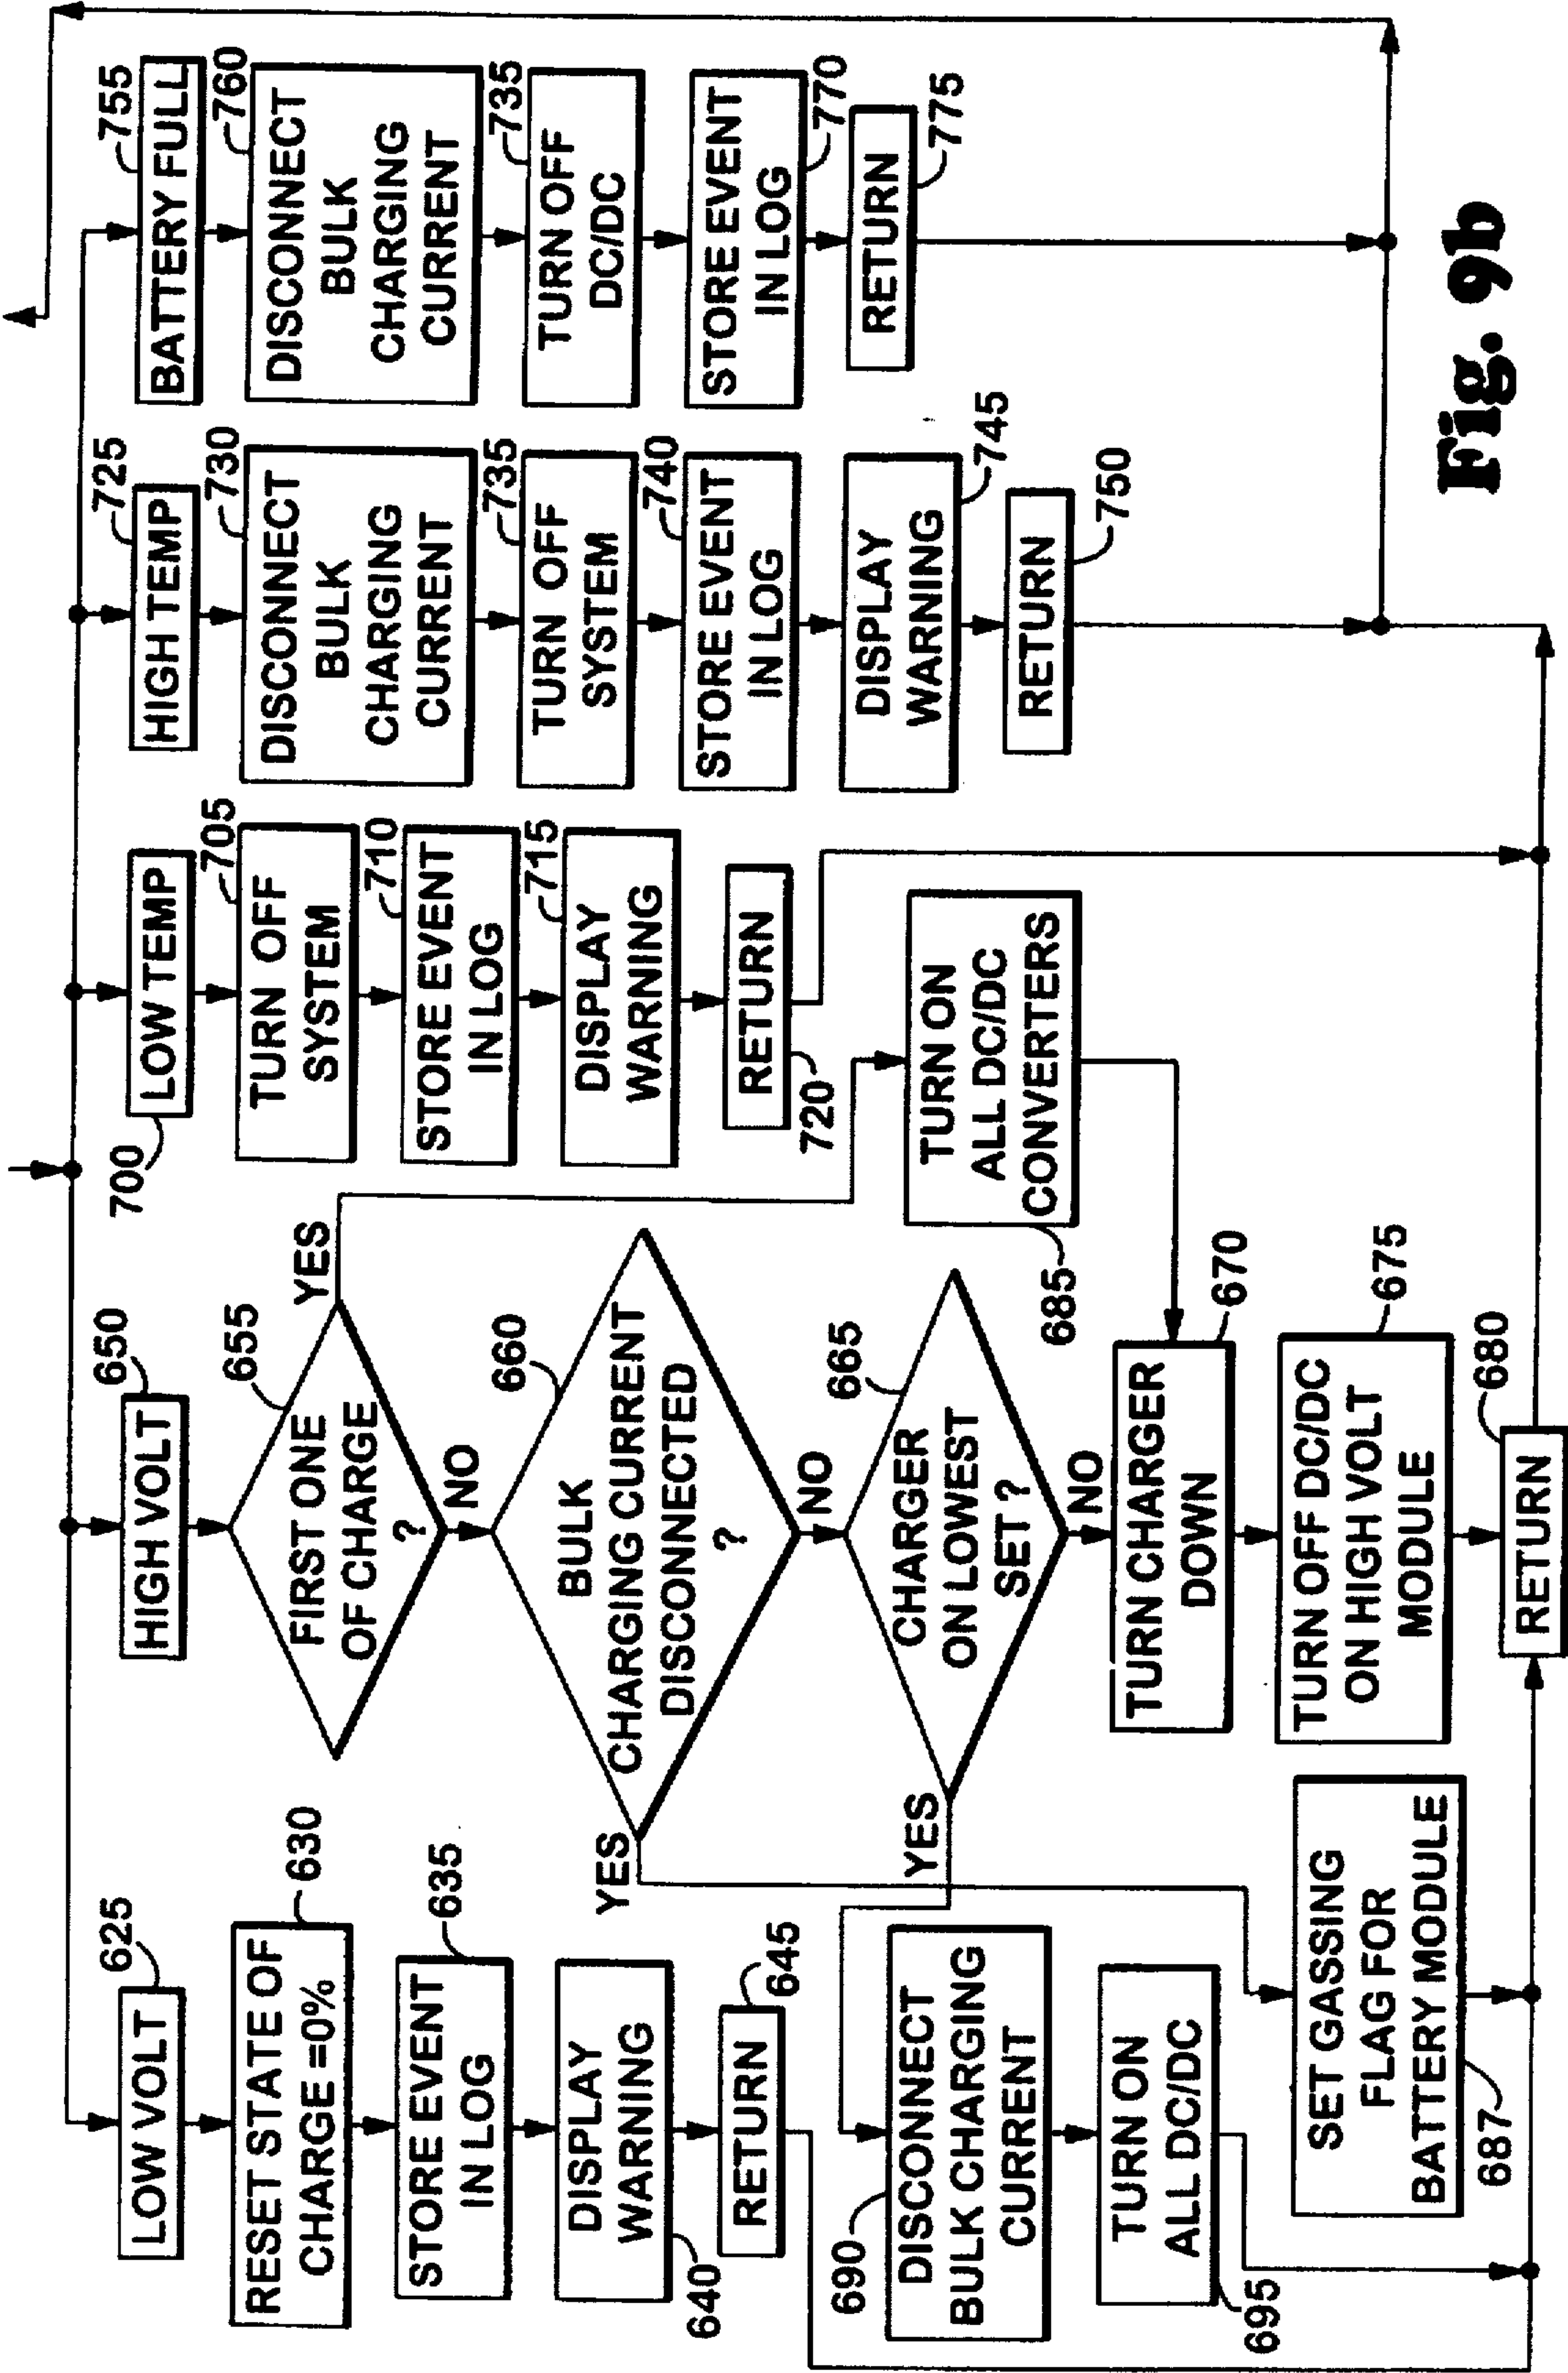 LOW VOLT
625
RESET STATE OF
CHARGE =0%
630
STORE EVENT
IN LOG
635
DISPLAY
WARNING
640
RETURN
645
HIGH VOLT
650
FIRST ONE
OF CHARGE
?
655
YES
NO
BULK
CHARGING CURRENT
DISCONNECTED
?
660
YES
NO
CHARGER
ON LOWEST
SET ?
665
YES
NO
TURN CHARGER
DOWN
670
TURN OFF DC/DC
ON HIGH VOLT
MODULE
675
RETURN
680
TURN ON
ALL DC/DC
CONVERTERS
685
SET GASSING
FLAG FOR
BATTERY MODULE
687
DISCONNECT
BULK CHARGING
CURRENT
690
TURN ON
ALL DC/DC
695
LOW TEMP
700
TURN OFF
SYSTEM
705
STORE EVENT
IN LOG
710
DISPLAY
WARNING
715
RETURN
720
HIGH TEMP
725
DISCONNECT
BULK
CHARGING
CURRENT
730
TURN OFF
SYSTEM
735
STORE EVENT
IN LOG
740
DISPLAY
WARNING
745
RETURN
750
BATTERY FULL
755
DISCONNECT
BULK
CHARGING
CURRENT
760
TURN OFF
DC/DC
735
STORE EVENT
IN LOG
770
RETURN
775
Fig. 9b